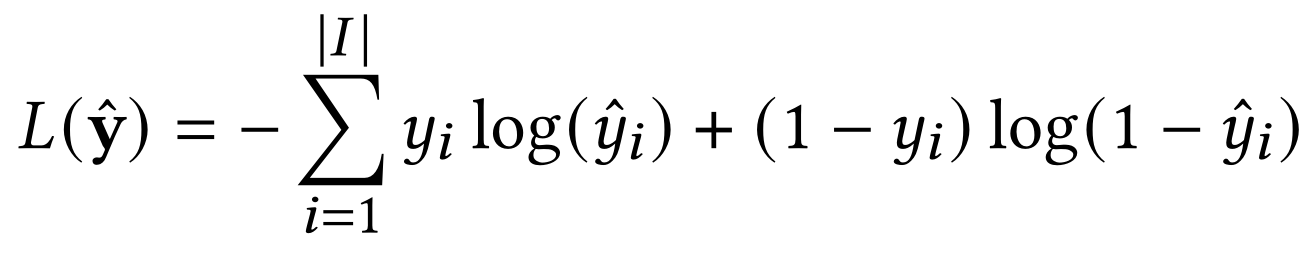 L(ŷ) = − ∑_{i=1}^{|I|} y_i log(ŷ_i) + (1 − y_i) log(1 − ŷ_i)